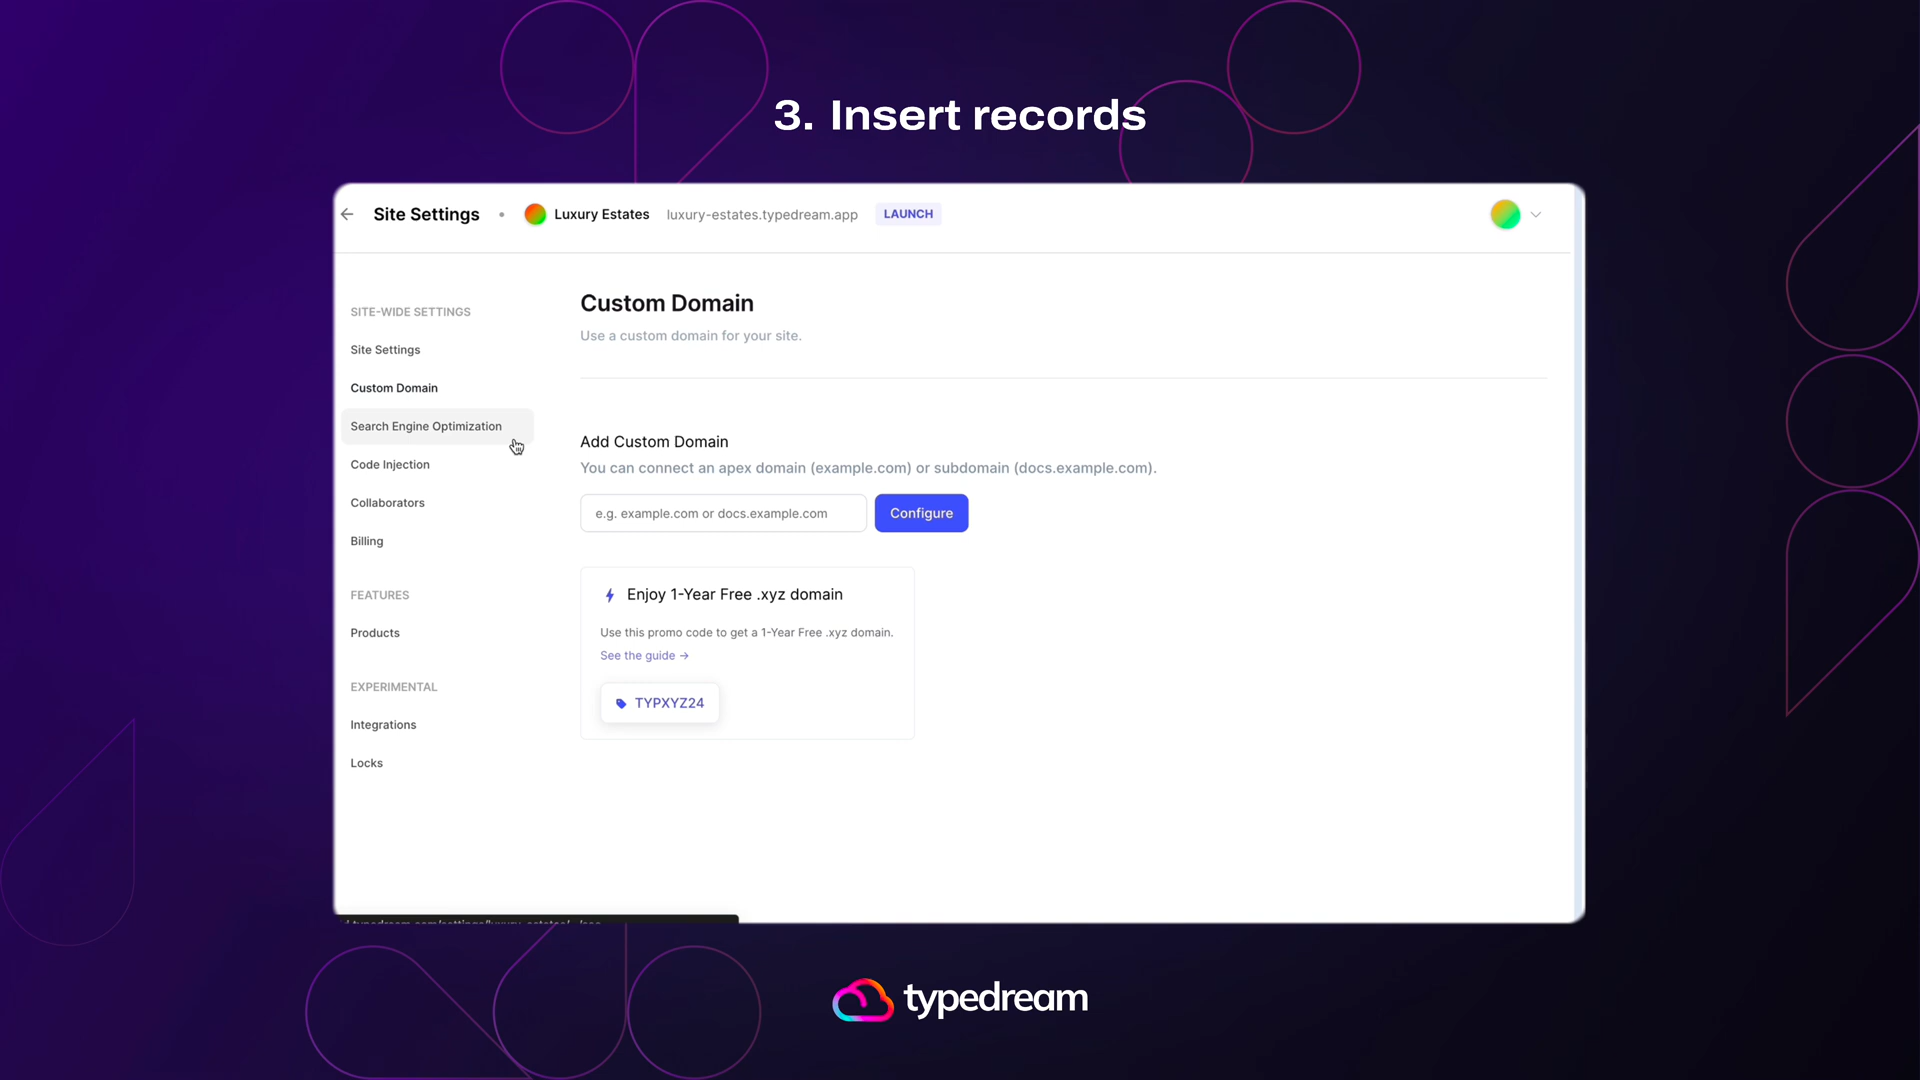 3. Insert records
Site Settings • Luxury Estates luxury-estates.typedream.app LAUNCH
SITE-WIDE SETTINGS
Site Settings
Custom Domain
Search Engine Optimization
Code Injection
Collaborators
Billing
FEATURES
Products
EXPERIMENTAL
Integrations
Locks
Custom Domain
Use a custom domain for your site.
Add Custom Domain
You can connect an apex domain (example.com) or subdomain (docs.example.com).
e.g. example.com or docs.example.com Configure
Enjoy 1-Year Free .xyz domain
Use this promo code to get a 1-Year Free .xyz domain.
See the guide →
TYPXYZ24
typedream